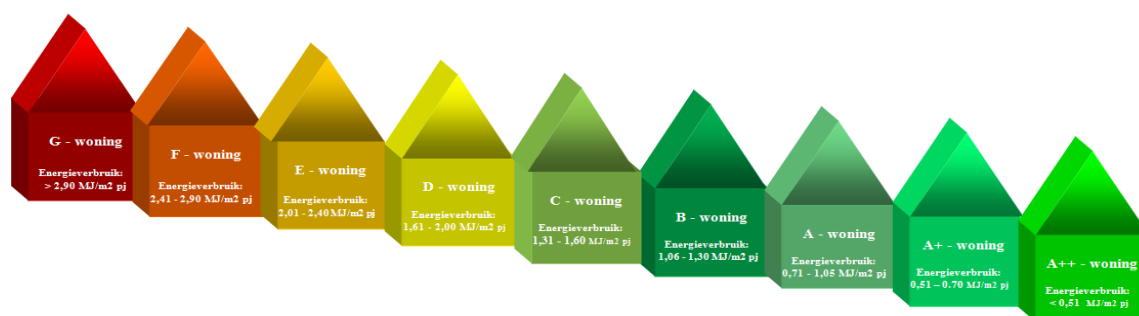 G - woning
Energieverbruik:
> 2,90 MJ/m2 pj
F - woning
Energieverbruik:
2,41 - 2,90 MJ/m2 pj
E - woning
Energieverbruik:
2,01 - 2,40 MJ/m2 pj
D - woning
Energieverbruik:
1,61 - 2,00 MJ/m2 pj
C - woning
Energieverbruik:
1,31 - 1,60 MJ/m2 pj
B - woning
Energieverbruik:
1,06 - 1,30 MJ/m2 pj
A - woning
Energieverbruik:
0,71 - 1,05 MJ/m2 pj
A+ - woning
Energieverbruik:
0,51 – 0.70 MJ/m2 pj
A++ - woning
Energieverbruik:
< 0,51 MJ/m2 pj